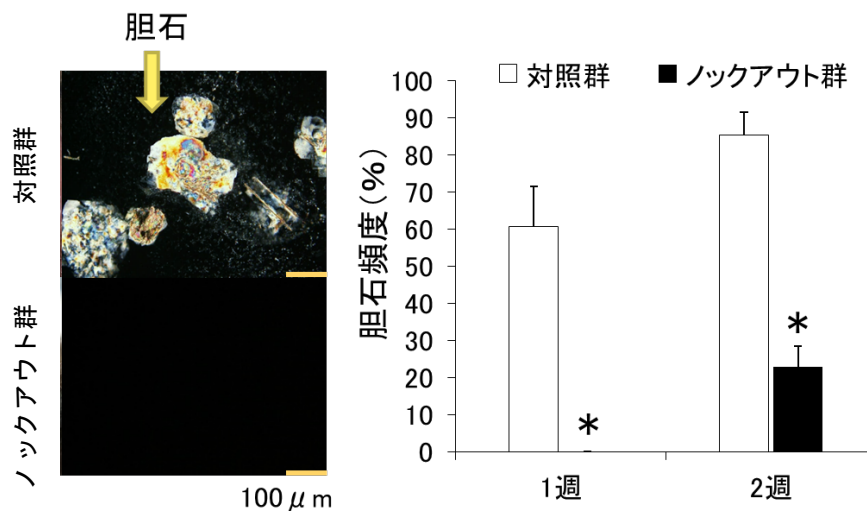 胆石
対照群
ノックアウト群
100μm
胆石頻度(%)
100
90
80
70
60
50
40
30
20
10
0
対照群
ノックアウト群
*
*
1週
2週